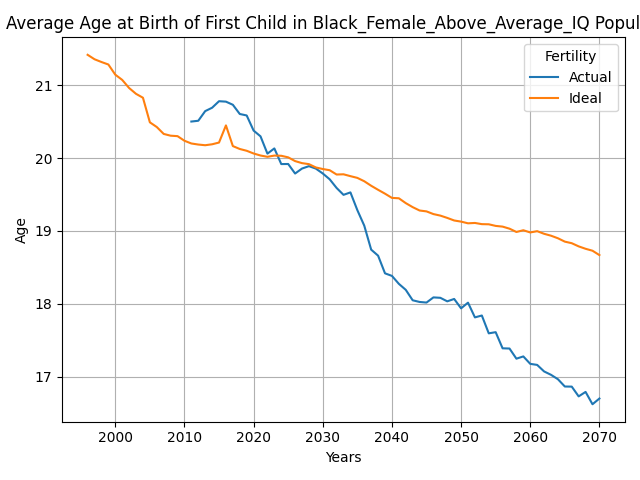 Average Age at Birth of First Child in Black_Female_Above_Average_IQ Popul
Fertility
Actual
Ideal
21
20
19
18
17
Age
2000 2010 2020 2030 2040 2050 2060 2070
Years